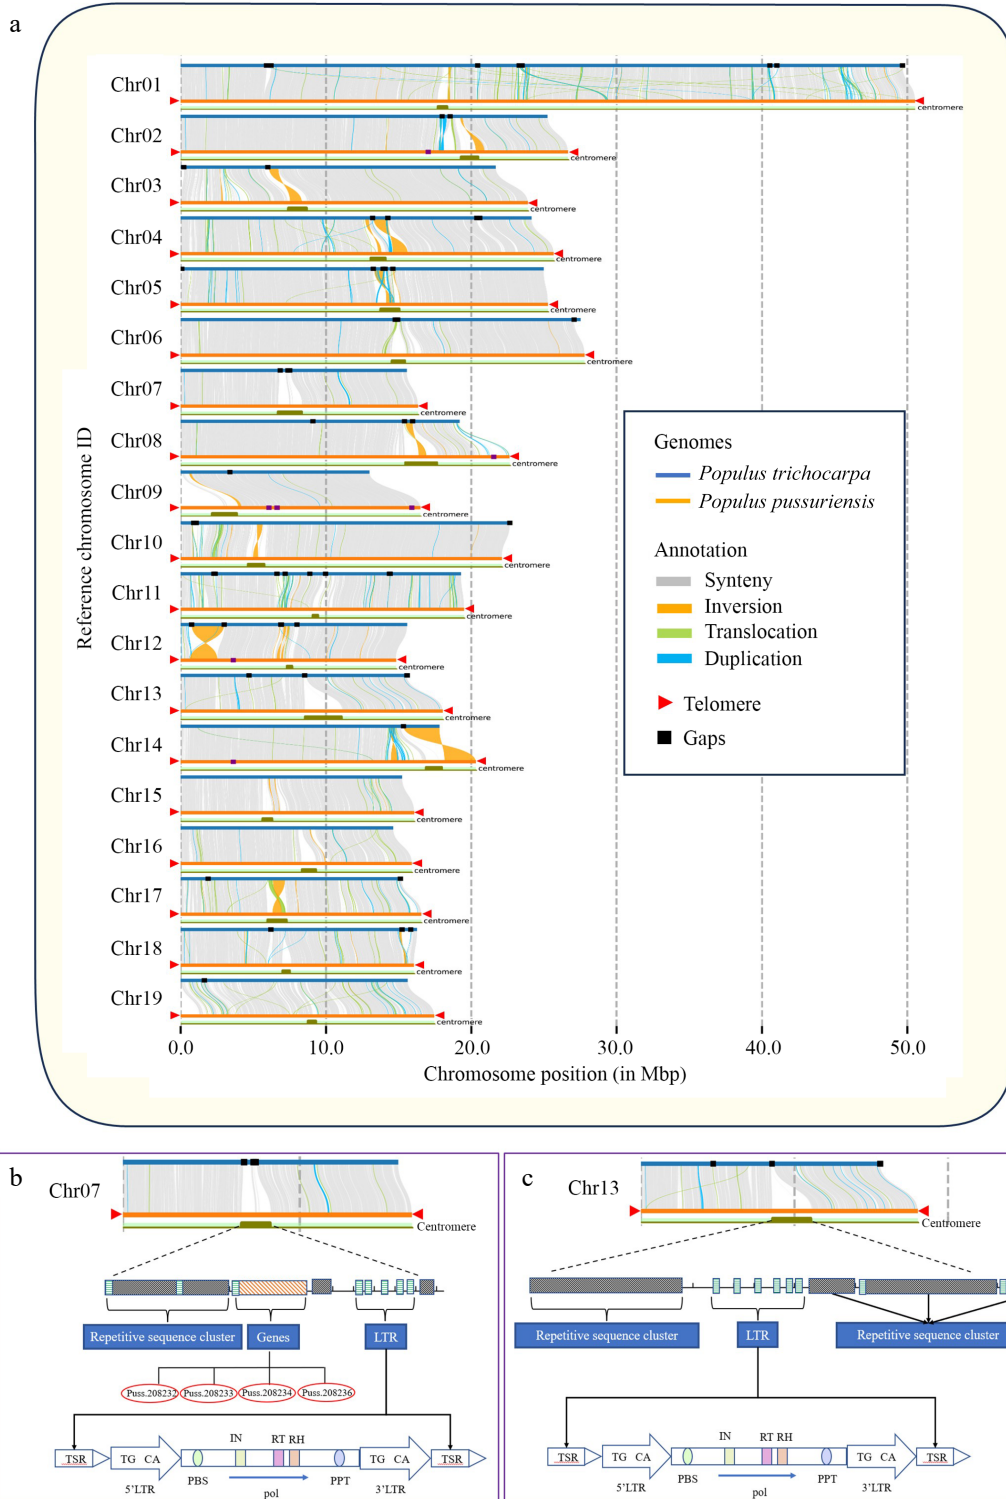 a
Chr01
centromere
Chr02
centromere
Chr03
centromere
Chr04
centromere
Chr05
centromere
Chr06
centromere
Chr07
centromere
Chr08
centromere
Chr09
centromere
Chr10
centromere
Chr11
centromere
Chr12
centromere
Chr13
centromere
Chr14
centromere
Chr15
centromere
Chr16
centromere
Chr17
centromere
Chr18
centromere
Chr19
centromere
Reference chromosome ID
0.0 10.0 20.0 30.0 40.0 50.0
Chromosome position (in Mbp)
Genomes
Populus trichocarpa
Populus pussuriensis
Annotation
Synteny
Inversion
Translocation
Duplication
Telomere
Gaps
b
Chr07
Centromere
Repetitive sequence cluster Genes LTR
Puss.208232 Puss.208233 Puss.208234 Puss.208236
TSR TG CA IN RT RH TG CA TSR
5'LTR PBS pol PPT 3'LTR
c
Chr13
Centromere
Repetitive sequence cluster LTR Repetitive sequence cluster
TSR TG CA IN RT RH TG CA TSR
5'LTR PBS pol PPT 3'LTR